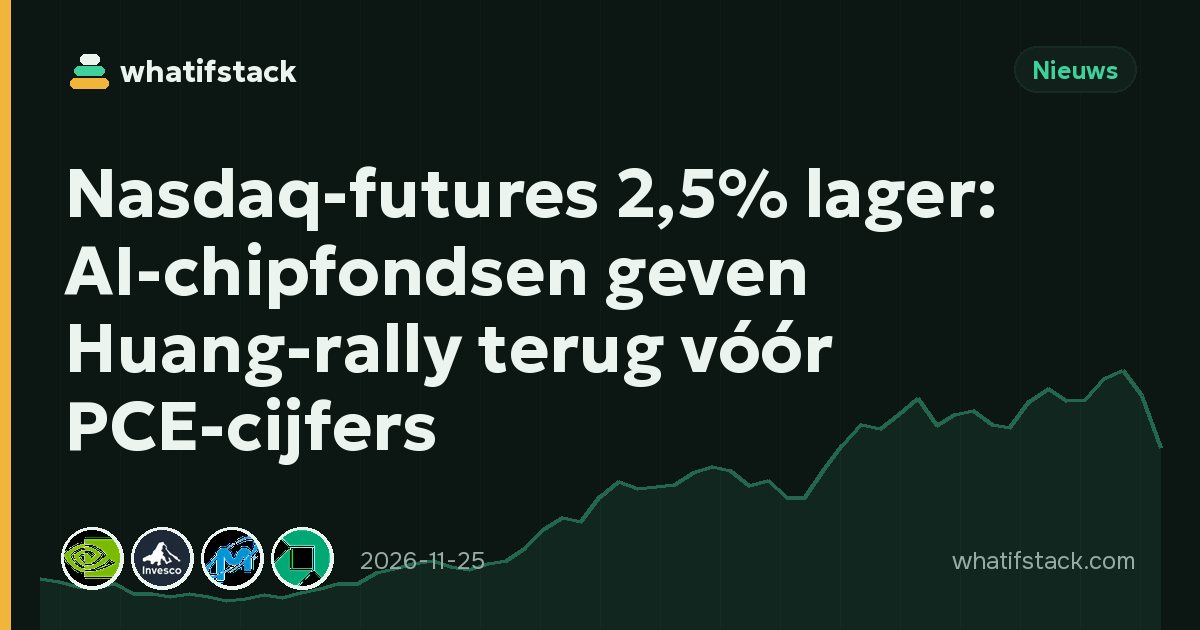 whatifstack
Nieuws
Nasdaq-futures 2,5% lager:
AI-chipfondsen geven
Huang-rally terug vóór
PCE-cijfers
Invesco
2026-11-25
whatifstack.com